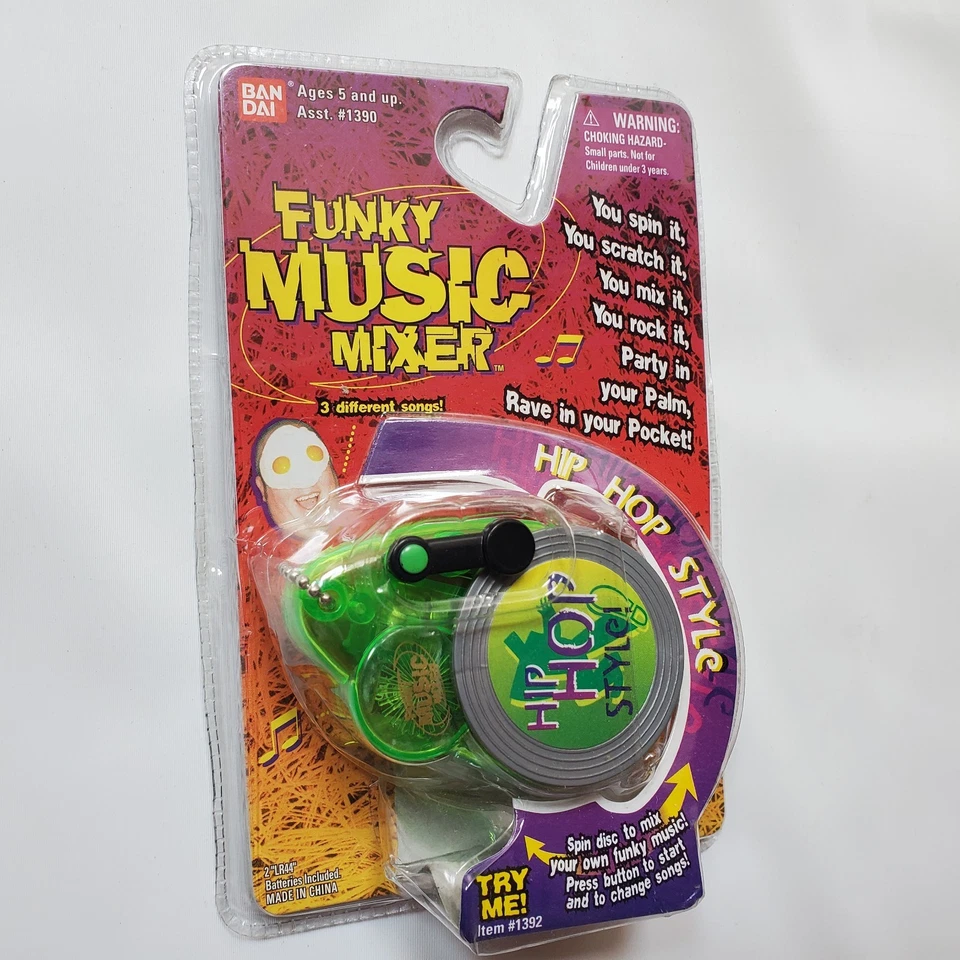 BAN
DAI®
Ages 5 and up.
Asst. #1390
WARNING:
CHOKING HAZARD-
Small parts. Not for
Children under 3 years.
FUNKY
MUSIC
MIXER™
You spin it,
You scratch it,
You mix it,
You rock it,
Party in
your Palm,
Rave in your Pocket!
3 different songs!
HIP HOP STYLE
HIP
HOP
STYLE!
MUSIC
Spin disc to mix
your own funky music!
Press button to start
and to change songs!
TRY
ME!
Item #1392
2 "LR44"
Batteries Included.
MADE IN CHINA